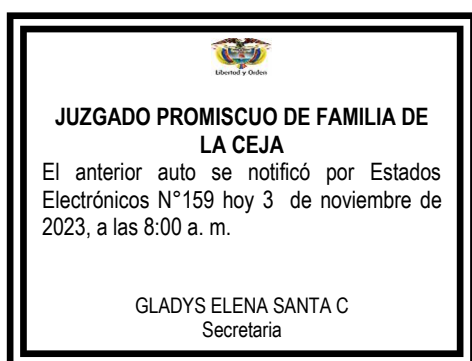 Libertad y Orden
JUZGADO PROMISCUO DE FAMILIA DE
LA CEJA
El anterior auto se notificó por Estados
Electrónicos N°159 hoy 3 de noviembre de
2023, a las 8:00 a. m.
GLADYS ELENA SANTA C
Secretaria